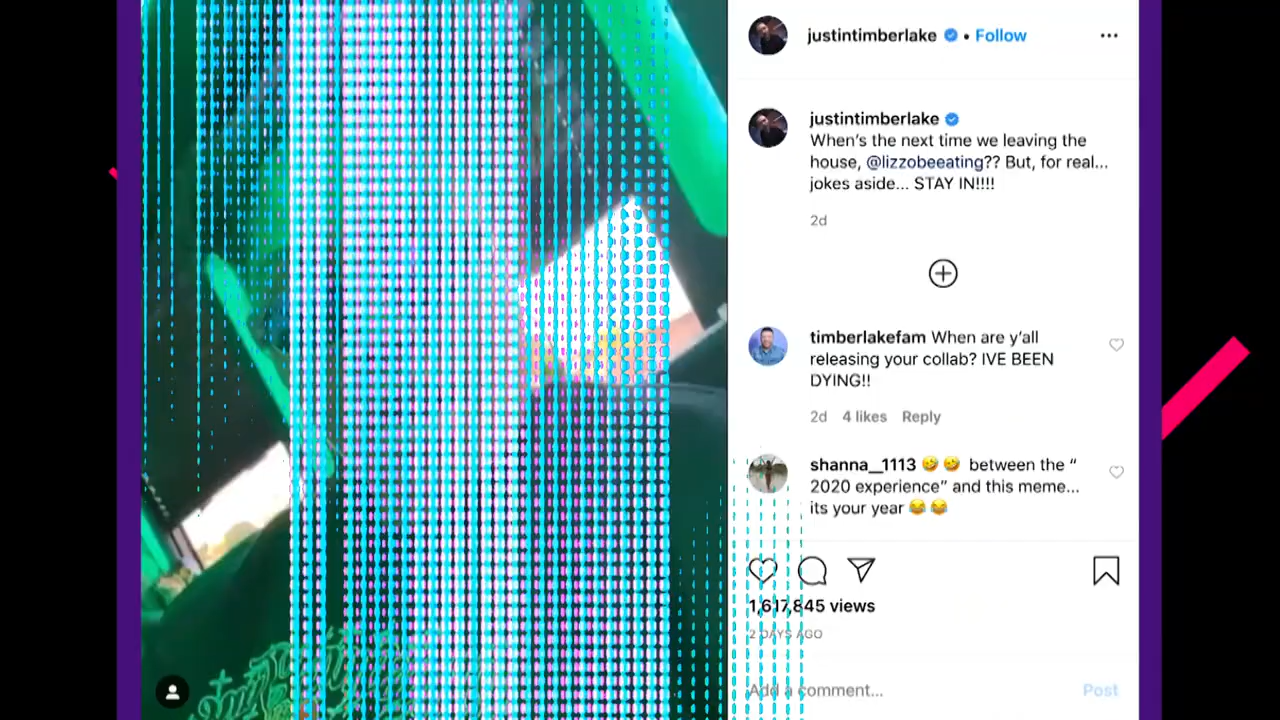 justintimberlake • Follow
justintimberlake
When's the next time we leaving the
house, @lizzobeeating?? But, for real...
jokes aside... STAY IN!!!!
2d
timberlakefam When are y'all
releasing your collab? IVE BEEN
DYING!!
2d 4 likes Reply
shanna__1113 🤣 🤣 between the “
2020 experience” and this meme...
its your year 😂 😂
1,617,845 views
2 DAYS AGO
Add a comment... Post